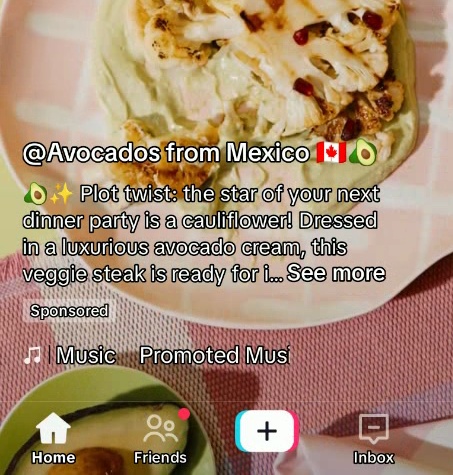 @Avocados from Mexico 🇨🇦🥑
🥑✨ Plot twist: the star of your next
dinner party is a cauliflower! Dressed
in a luxurious avocado cream, this
veggie steak is ready for i... See more
Sponsored
Music Promoted Musi
Home Friends Inbox